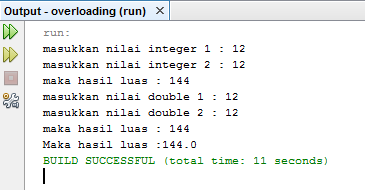 Output - overloading (run)
run:
masukkan nilai integer 1 : 12
masukkan nilai integer 2 : 12
maka hasil luas : 144
masukkan nilai double 1 : 12
masukkan nilai double 2 : 12
maka hasil luas : 144
Maka hasil luas :144.0
BUILD SUCCESSFUL (total time: 11 seconds)